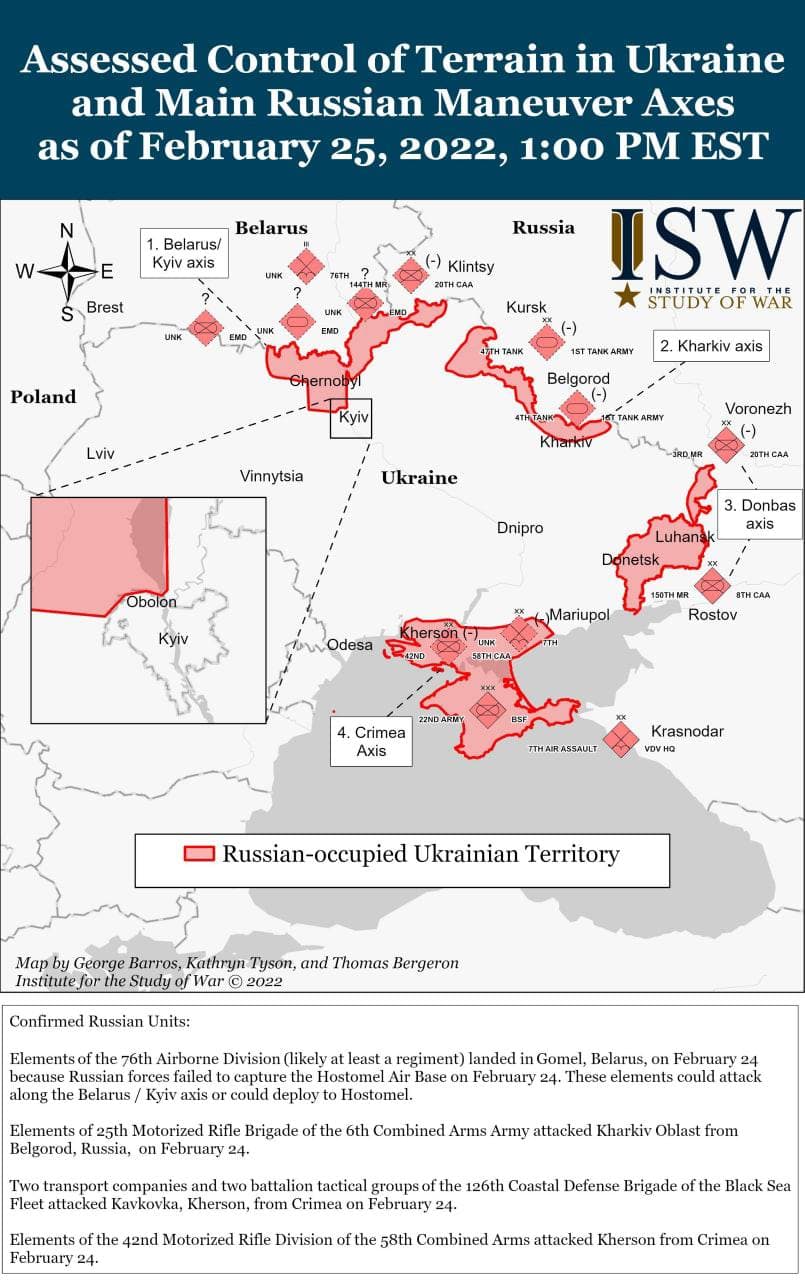 Assessed Control of Terrain in Ukraine
and Main Russian Maneuver Axes
as of February 25, 2022, 1:00 PM EST
N
W
E
S
Belarus
Russia
ISW
INSTITUTE FOR THE
STUDY OF WAR
1. Belarus/
Kyiv axis
III
UNK
76TH
?
144TH MR
XX
(-)
Klintsy
20TH CAA
Brest
?
UNK
EMD
?
UNK
UNK
EMD
EMD
Kursk
XX
(-)
47TH TANK
1ST TANK ARMY
2. Kharkiv axis
Chernobyl
Belgorod
(-)
4TH TANK
1ST TANK ARMY
Kharkiv
Poland
Kyiv
Voronezh
XX
(-)
3RD MR
20TH CAA
Lviv
Vinnytsia
Ukraine
3. Donbas
axis
Dnipro
Luhansk
Donetsk
XX
150TH MR
8TH CAA
Rostov
Obolon
Kyiv
Mariupol
XX
(-)
UNK
7TH
Kherson
XX
(-)
42ND
58TH CAA
Odesa
XXX
22ND ARMY
BSF
4. Crimea
Axis
XX
Krasnodar
7TH AIR ASSAULT
VDV HQ
Russian-occupied Ukrainian Territory
Map by George Barros, Kathryn Tyson, and Thomas Bergeron
Institute for the Study of War © 2022
Confirmed Russian Units:
Elements of the 76th Airborne Division (likely at least a regiment) landed in Gomel, Belarus, on February 24
because Russian forces failed to capture the Hostomel Air Base on February 24. These elements could attack
along the Belarus / Kyiv axis or could deploy to Hostomel.
Elements of 25th Motorized Rifle Brigade of the 6th Combined Arms Army attacked Kharkiv Oblast from
Belgorod, Russia, on February 24.
Two transport companies and two battalion tactical groups of the 126th Coastal Defense Brigade of the Black Sea
Fleet attacked Kavkovka, Kherson, from Crimea on February 24.
Elements of the 42nd Motorized Rifle Division of the 58th Combined Arms attacked Kherson from Crimea on
February 24.